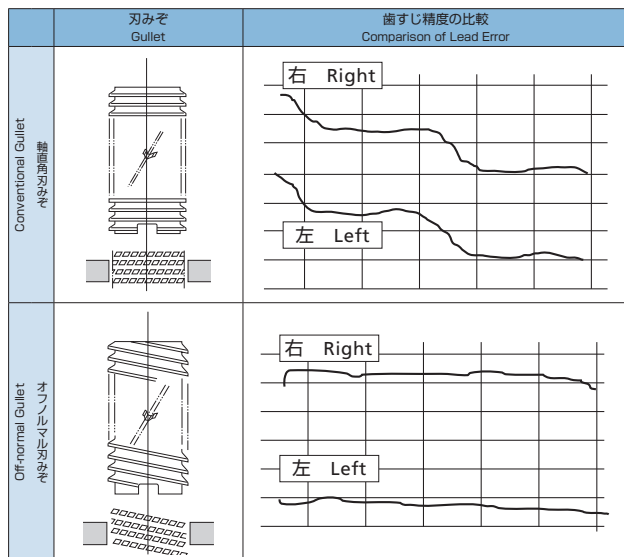 刃みぞ
Gullet
歯すじ精度の比較
Comparison of Lead Error
Conventional Gullet
軸直角刃みぞ
右 Right
左 Left
Off-normal Gullet
オフノルマル刃みぞ
右 Right
左 Left